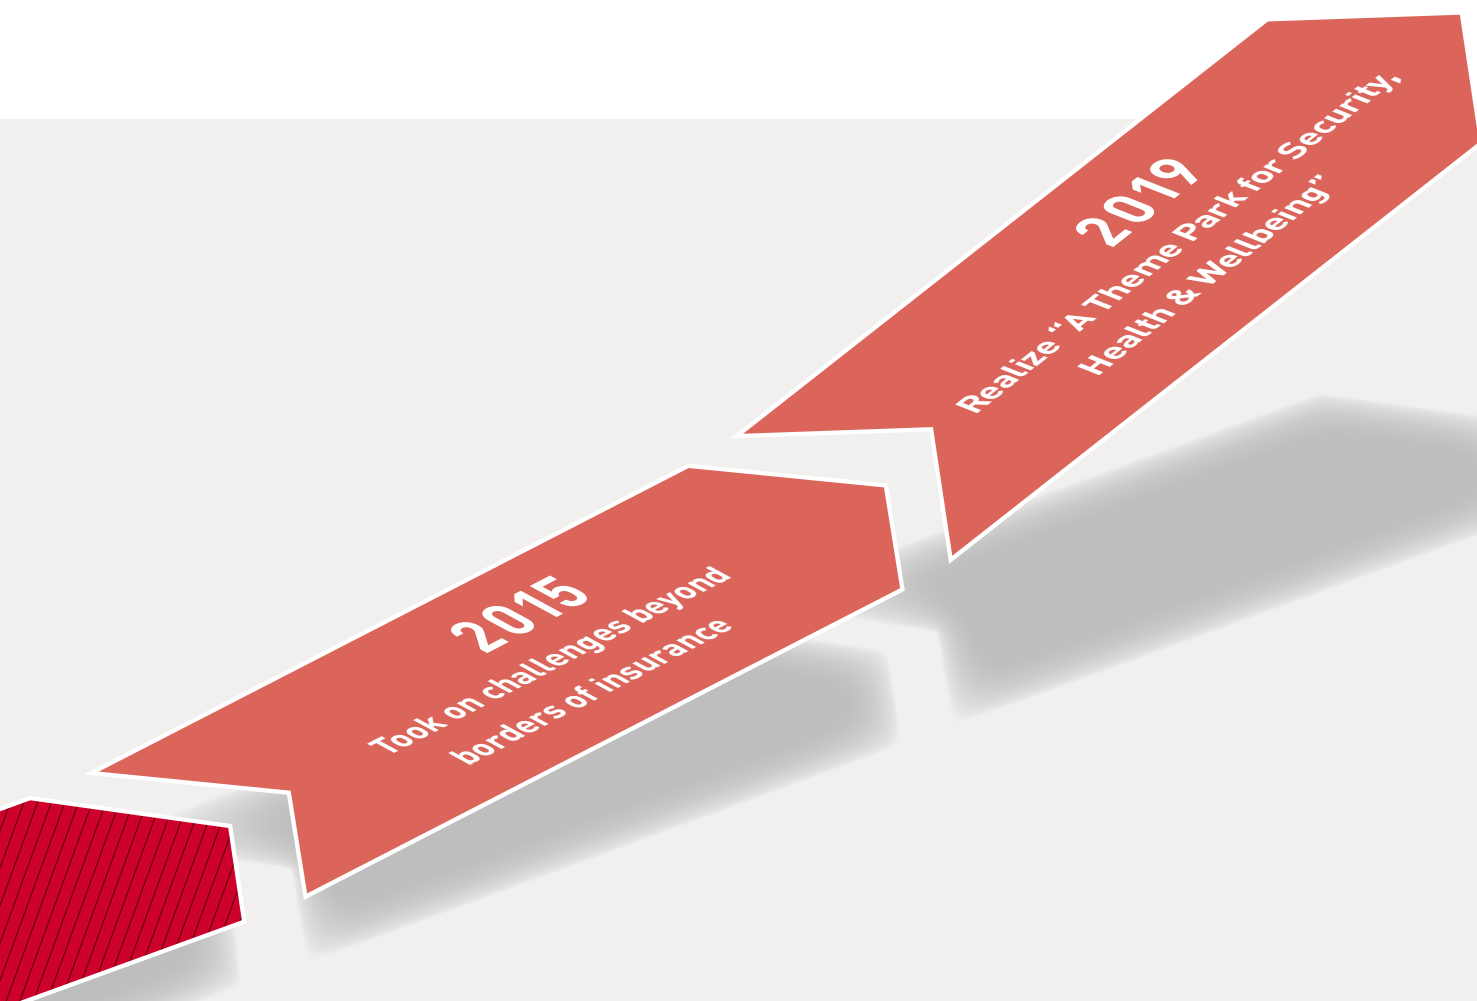 2015
Took on challenges beyond
borders of insurance
2019
Realize “A Theme Park for Security,
Health & Wellbeing”